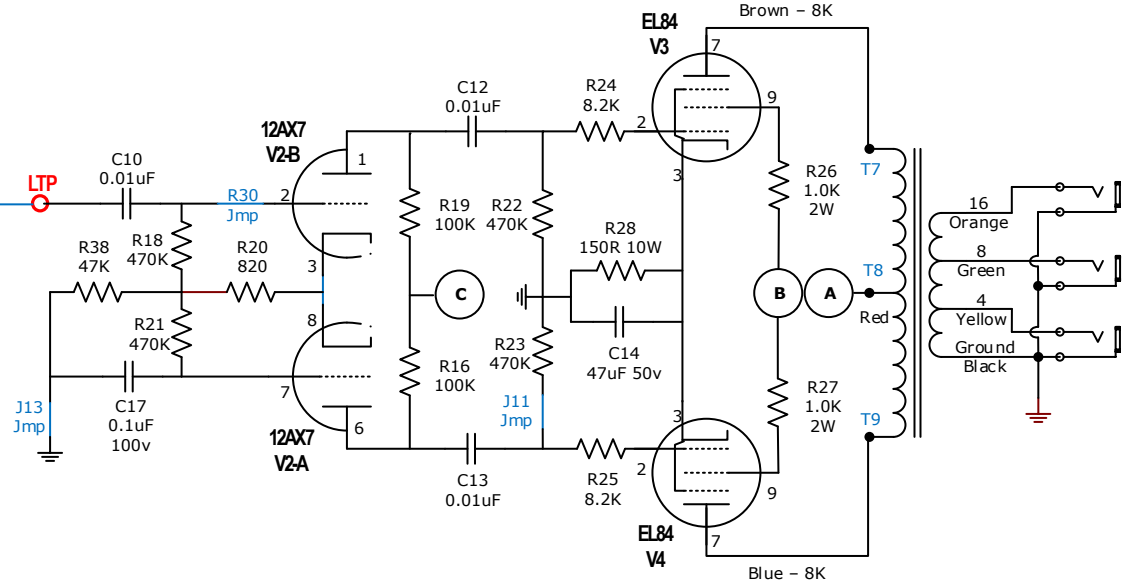 Brown – 8K
EL84
V3
7
C12
0.01uF
R24
8.2K
9
2
12AX7
V2-B
1
C10
0.01uF
LTP
R30
Jmp
2
3
T7
R26
1.0K
2W
R19
100K
R22
470K
16
Orange
R18
470K
R28
150R 10W
R38
47K
R20
820
3
8
Green
T8
C
B
A
Red
4
Yellow
8
R21
470K
R23
470K
C14
47uF 50v
Ground
Black
R16
100K
7
J13
Jmp
C17
0.1uF
100v
J11
Jmp
R27
1.0K
2W
3
T9
6
12AX7
V2-A
2
C13
0.01uF
R25
8.2K
9
EL84
V4
7
Blue – 8K